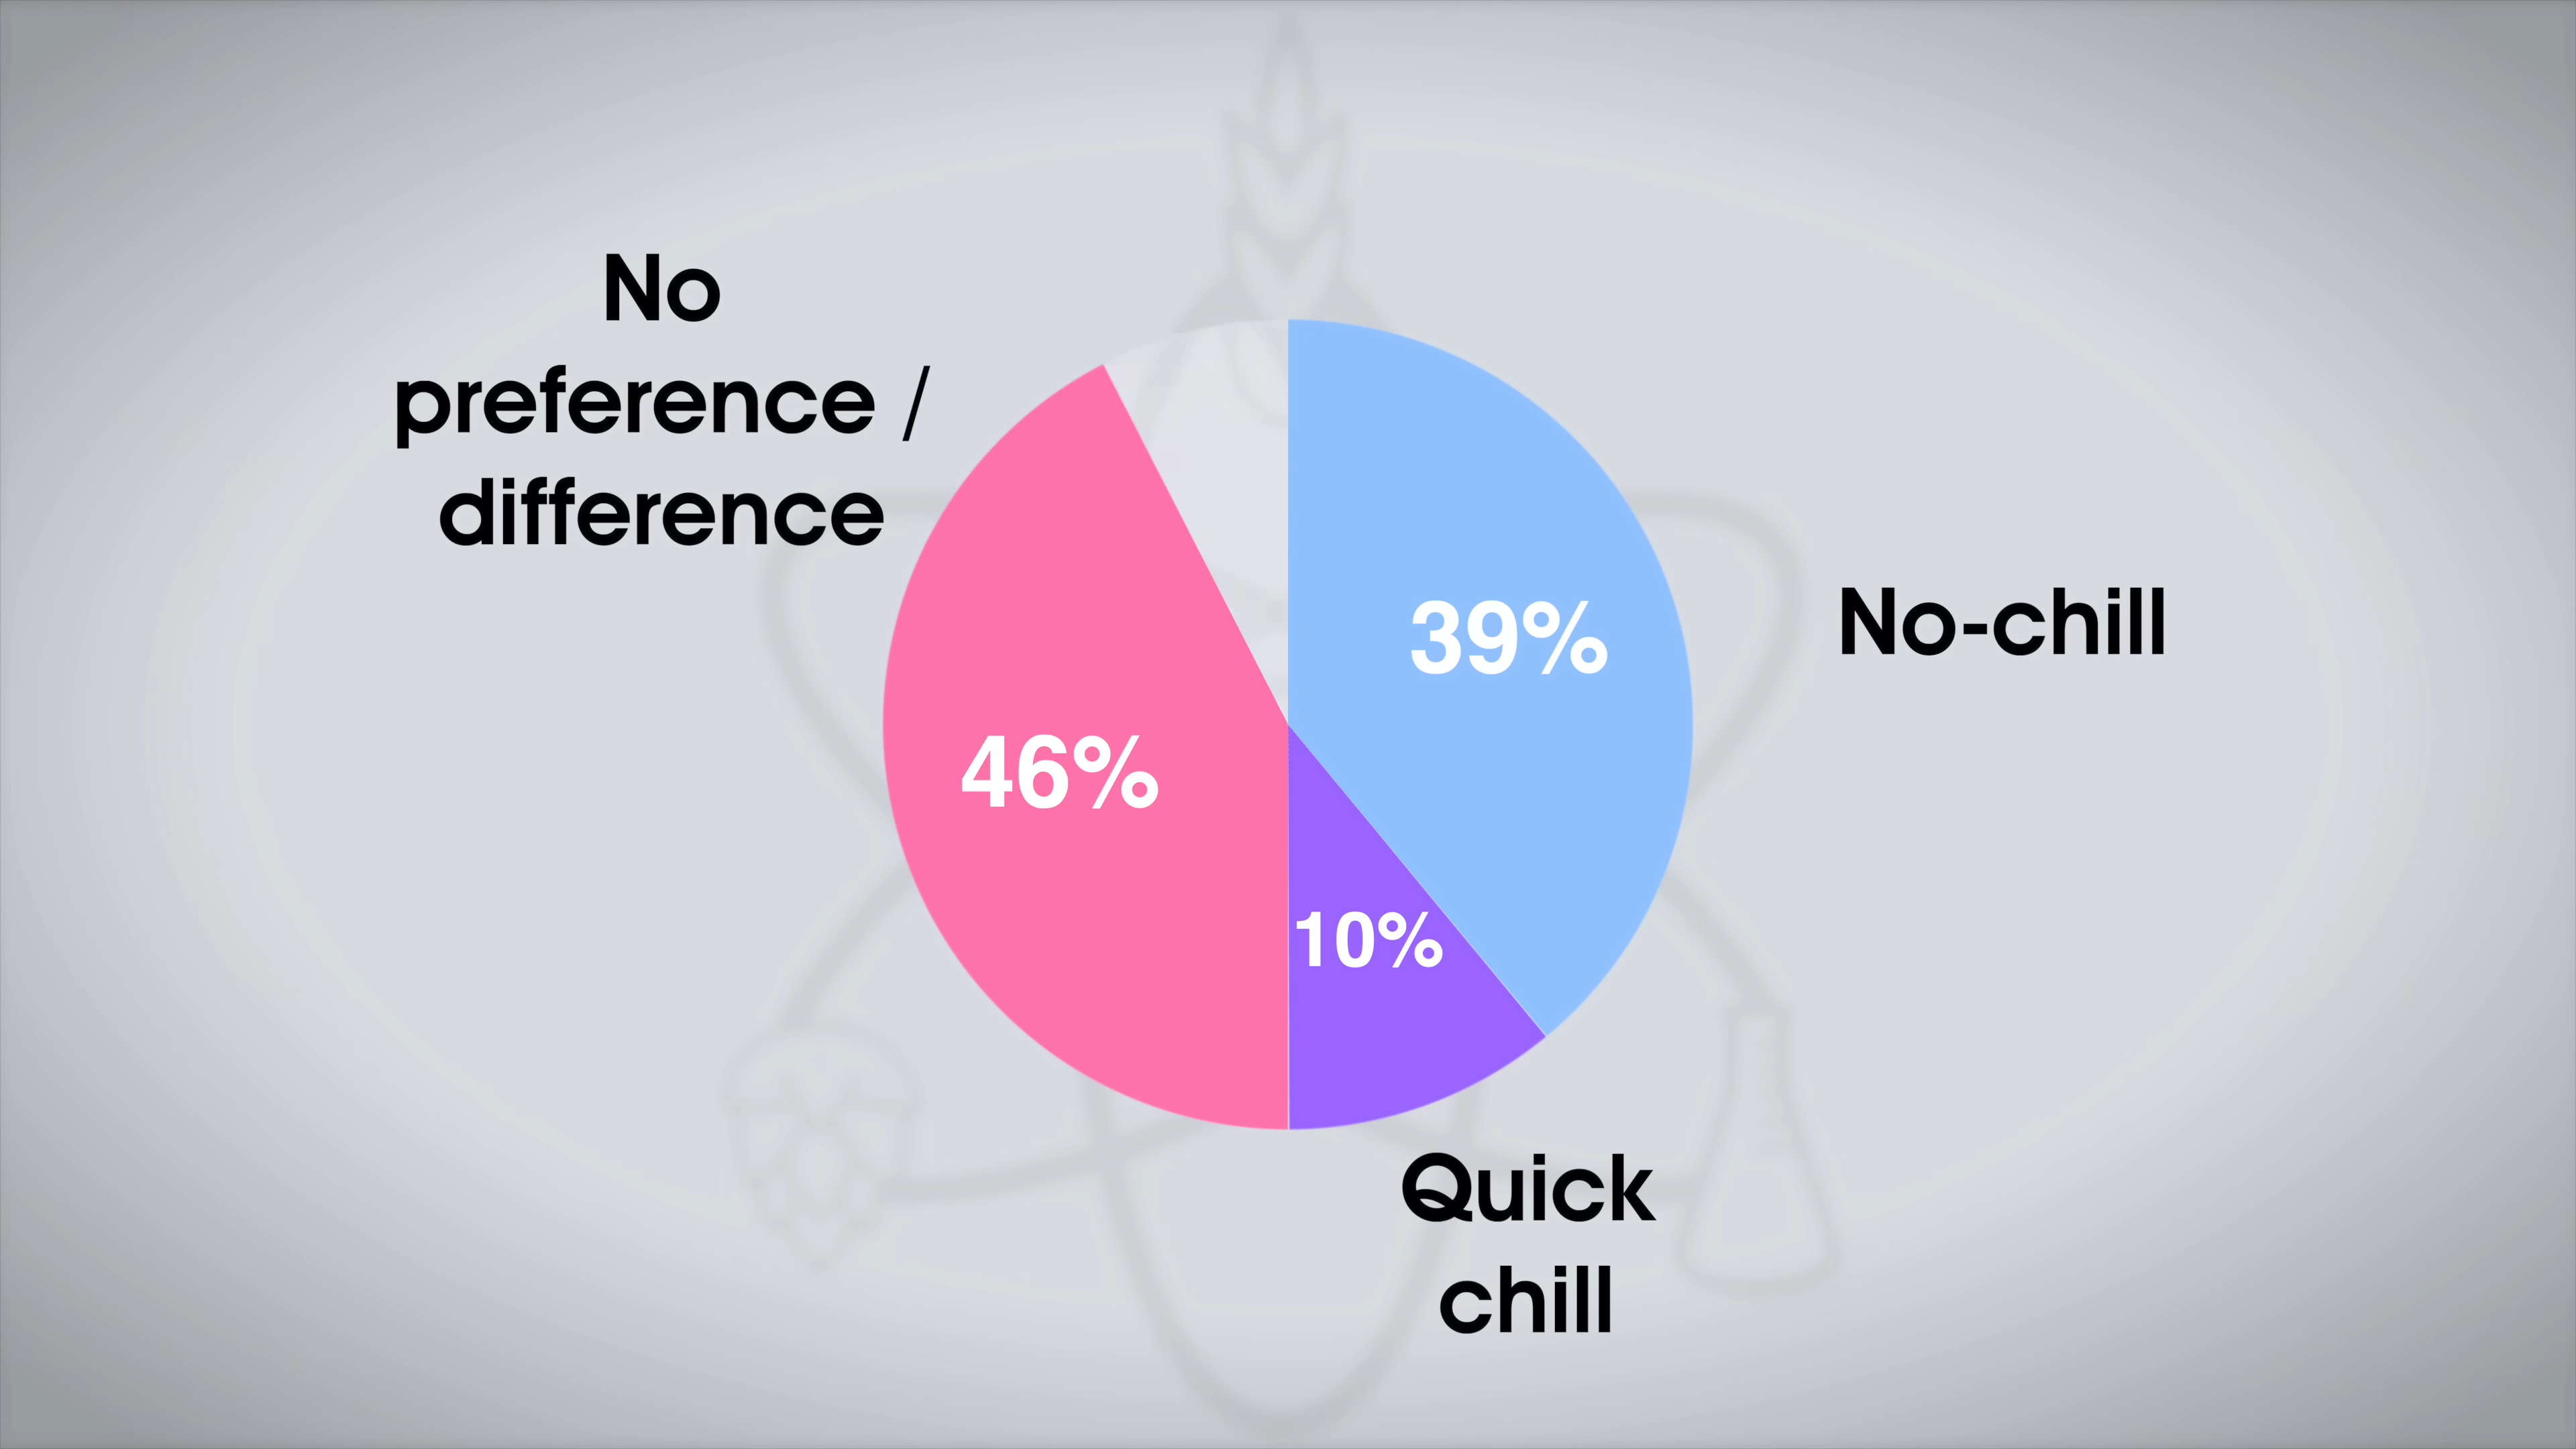 No
preference /
difference
39%
No-chill
46%
10%
Quick
chill